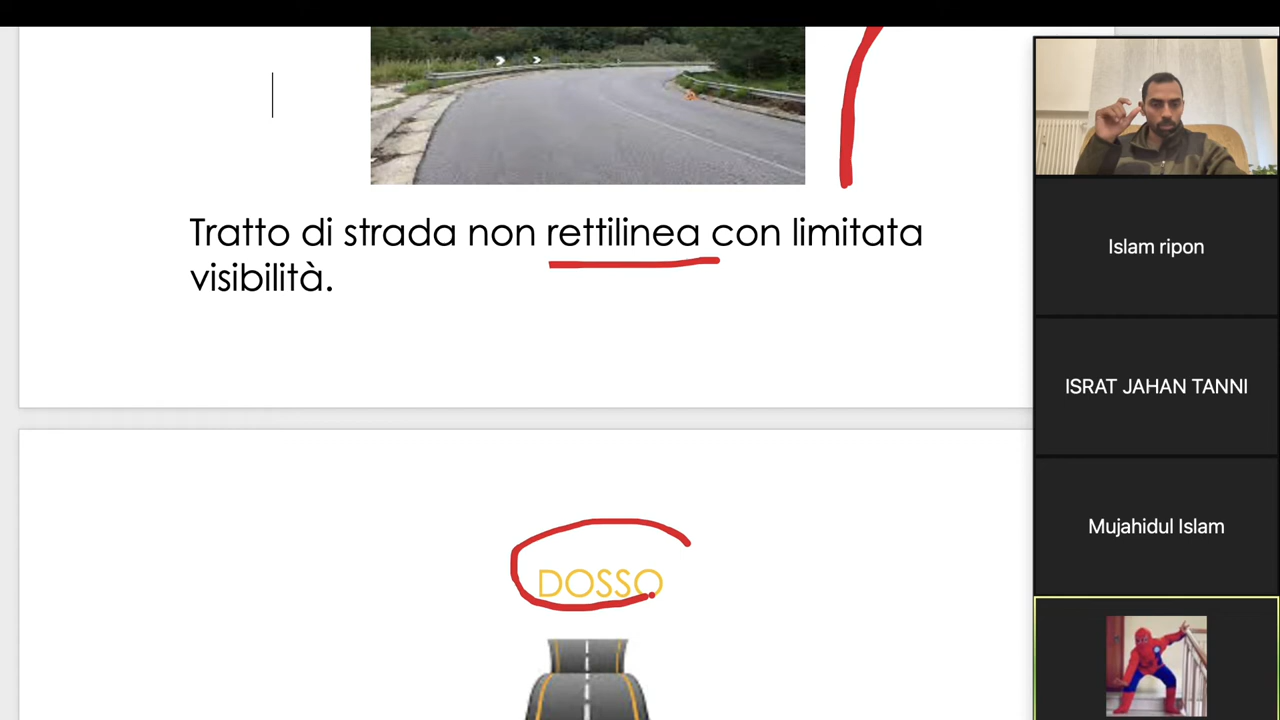 Tratto di strada non rettilinea con limitata
visibilità.
DOSSO
Islam ripon
ISRAT JAHAN TANNI
Mujahidul Islam